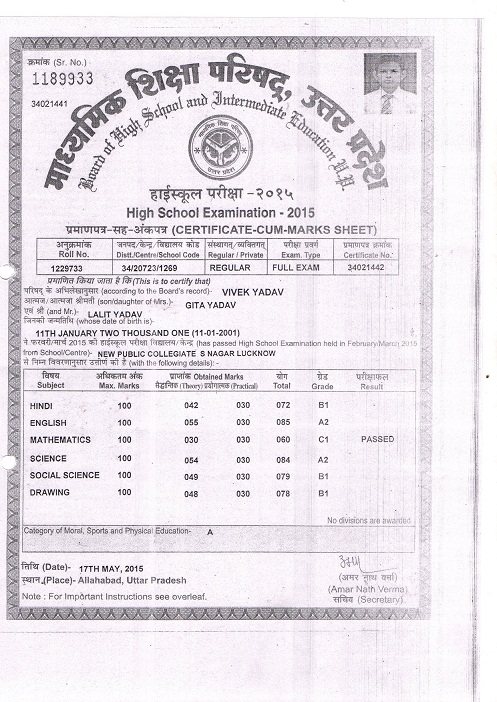 क्रमांक (Sr. No.)
1189933
34021441
माध्यमिक शिक्षा परिषद, उत्तर प्रदेश
Board of High School and Intermediate Education U.P.
माध्यमिक शिक्षा परिषद
उत्तर प्रदेश
हाईस्कूल परीक्षा - २०१५
High School Examination - 2015
प्रमाणपत्र-सह-अंकपत्र (CERTIFICATE-CUM-MARKS SHEET)
अनुक्रमांक जनपद/केन्द्र/विद्यालय कोड संस्थागत/व्यक्तिगत परीक्षा प्रवर्ग प्रमाणपत्र क्रमांक
Roll No. Distt./Centre/School Code Regular / Private Exam. Type Certificate No.
1229733 34/20723/1269 REGULAR FULL EXAM 34021442
प्रमाणित किया जाता है कि (This is to certify that)
परिषद के अभिलेखानुसार (according to the Board's record)- VIVEK YADAV
आत्मज/आत्मजा श्रीमती (son/daughter of Mrs.)- GITA YADAV
एवं श्री (and Mr.)- LALIT YADAV
जिनकी जन्मतिथि (whose date of birth is)-
11TH JANUARY TWO THOUSAND ONE (11-01-2001) है,
ने फरवरी/मार्च 2015 की हाईस्कूल परीक्षा विद्यालय/केन्द्र (has passed High School Examination held in February/March 2015
from School/Centre)- NEW PUBLIC COLLEGIATE S NAGAR LUCKNOW
से निम्न विवरणानुसार उत्तीर्ण की है (with the following details) :-
विषय अधिकतम अंक प्राप्तांक Obtained Marks योग ग्रेड परीक्षाफल
Subject Max. Marks सैद्धान्तिक (Theory) प्रयोगात्मक (Practical) Total Grade Result
HINDI 100 042 030 072 B1
ENGLISH 100 055 030 085 A2
MATHEMATICS 100 030 030 060 C1 PASSED
SCIENCE 100 054 030 084 A2
SOCIAL SCIENCE 100 049 030 079 B1
DRAWING 100 048 030 078 B1
No divisions are awarded
Category of Moral, Sports and Physical Education- A
तिथि (Date)- 17TH MAY, 2015
स्थान (Place)- Allahabad, Uttar Pradesh
Note : For Important Instructions see overleaf.
(अमर नाथ वर्मा)
(Amar Nath Verma)
सचिव (Secretary)